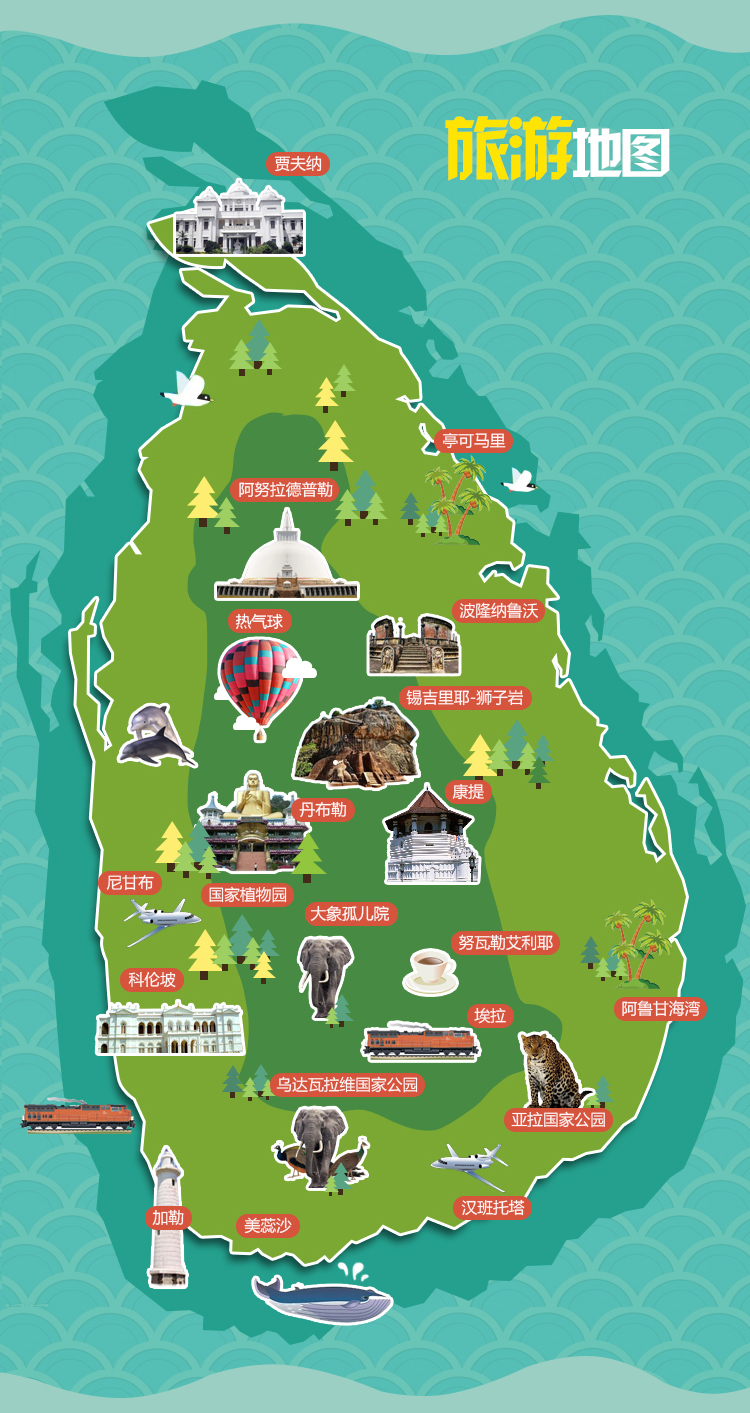 旅游地图
贾夫纳
亭可马里
阿努拉德普勒
波隆纳鲁沃
热气球
锡吉里耶-狮子岩
康提
丹布勒
尼甘布
国家植物园
大象孤儿院
努瓦勒艾利耶
科伦坡
阿鲁甘海湾
埃拉
乌达瓦拉维国家公园
亚拉国家公园
汉班托塔
加勒
美蕊沙